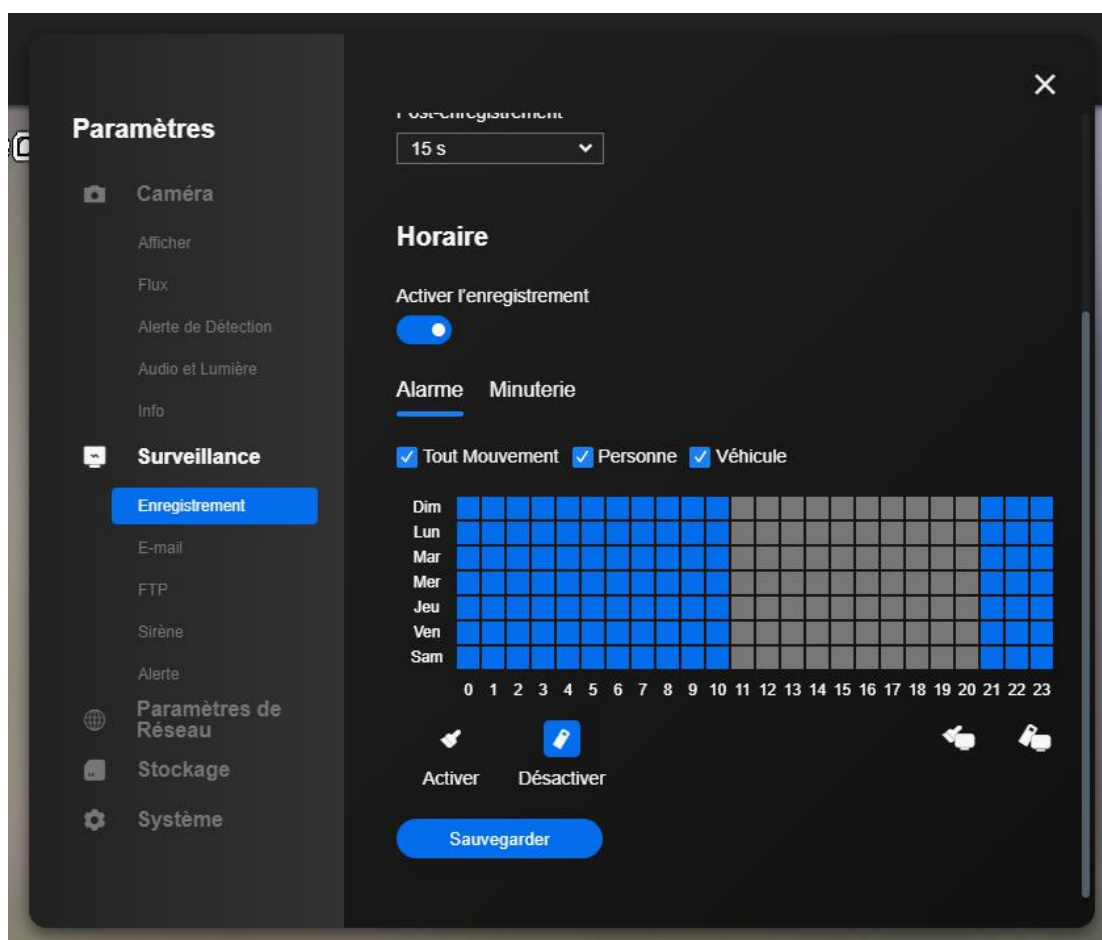 Paramètres
Caméra
Afficher
Flux
Alerte de Détection
Audio et Lumière
Info
Surveillance
Enregistrement
E-mail
FTP
Sirène
Alerte
Paramètres de
Réseau
Stockage
Système
Post-enregistrement
15 s
Horaire
Activer l'enregistrement
Alarme Minuterie
Tout Mouvement Personne Véhicule
Dim
Lun
Mar
Mer
Jeu
Ven
Sam
0 1 2 3 4 5 6 7 8 9 10 11 12 13 14 15 16 17 18 19 20 21 22 23
Activer Désactiver
Sauvegarder